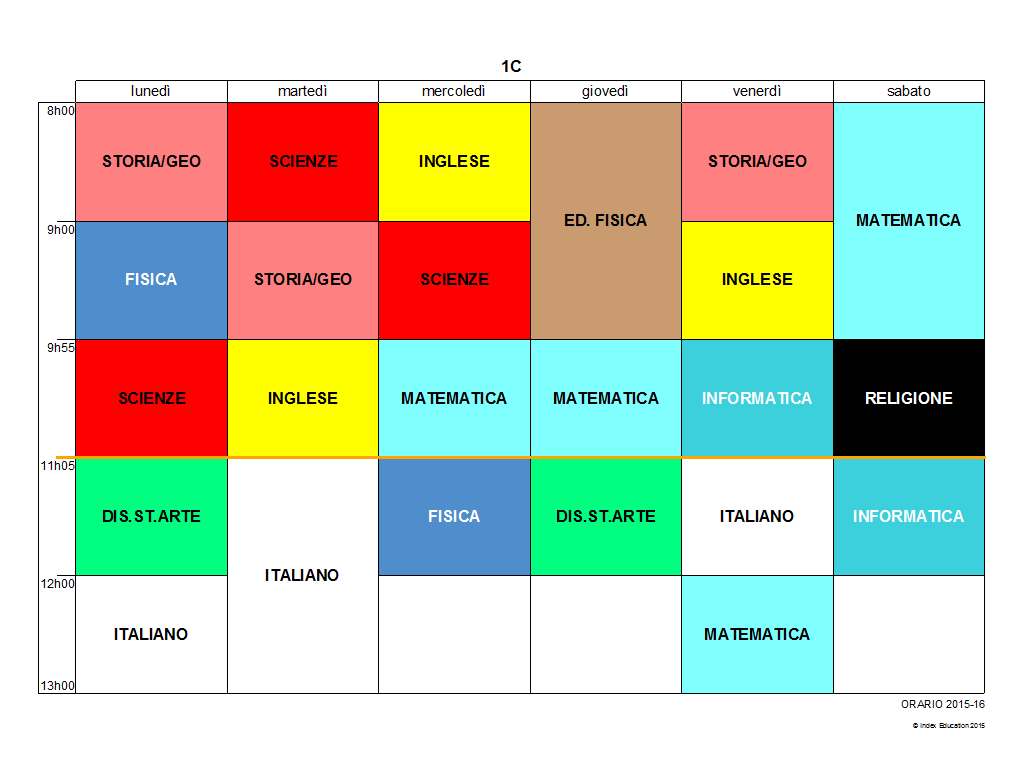 1C
lunedì martedì mercoledì giovedì venerdì sabato
8h00
STORIA/GEO SCIENZE INGLESE STORIA/GEO
ED. FISICA MATEMATICA
9h00
FISICA STORIA/GEO SCIENZE INGLESE
9h55
SCIENZE INGLESE MATEMATICA MATEMATICA INFORMATICA RELIGIONE
11h05
DIS.ST.ARTE FISICA DIS.ST.ARTE ITALIANO INFORMATICA
ITALIANO
12h00
ITALIANO MATEMATICA
13h00
ORARIO 2015-16
© Index Education 2015